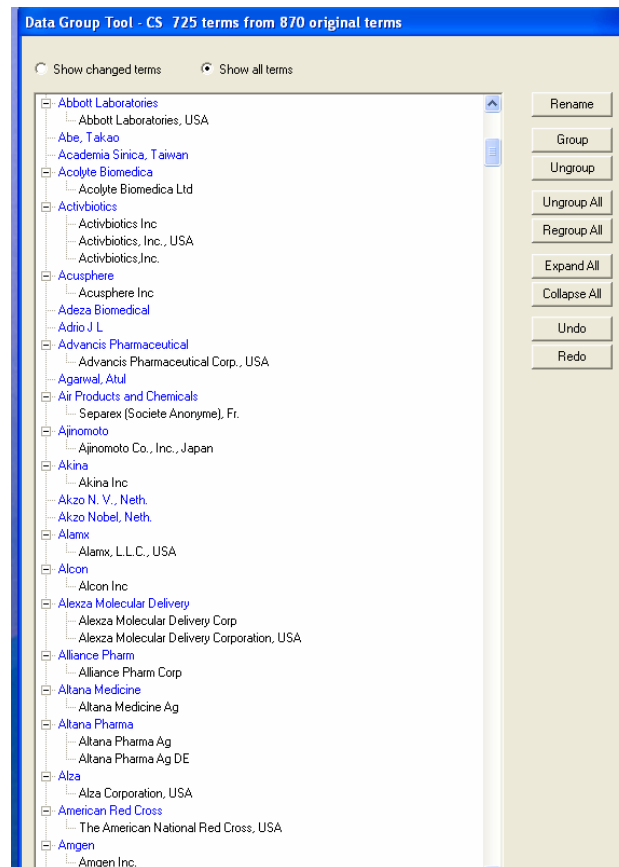 Data Group Tool - CS 725 terms from 870 original terms
Show changed terms Show all terms
Abbott Laboratories
Abbott Laboratories, USA
Abe, Takao
Academia Sinica, Taiwan
Acolyte Biomedica
Acolyte Biomedica Ltd
Activbiotics
Activbiotics Inc
Activbiotics, Inc., USA
Activbiotics,Inc.
Acusphere
Acusphere Inc
Adeza Biomedical
Adrio J L
Advancis Pharmaceutical
Advancis Pharmaceutical Corp., USA
Agarwal, Atul
Air Products and Chemicals
Separex (Societe Anonyme), Fr.
Ajinomoto
Ajinomoto Co., Inc., Japan
Akina
Akina Inc
Akzo N. V., Neth.
Akzo Nobel, Neth.
Alamx
Alamx, L.L.C., USA
Alcon
Alcon Inc
Alexza Molecular Delivery
Alexza Molecular Delivery Corp
Alexza Molecular Delivery Corporation, USA
Alliance Pharm
Alliance Pharm Corp
Altana Medicine
Altana Medicine Ag
Altana Pharma
Altana Pharma Ag
Altana Pharma Ag DE
Alza
Alza Corporation, USA
American Red Cross
The American National Red Cross, USA
Amgen
Amgen Inc.
Rename
Group
Ungroup
Ungroup All
Regroup All
Expand All
Collapse All
Undo
Redo